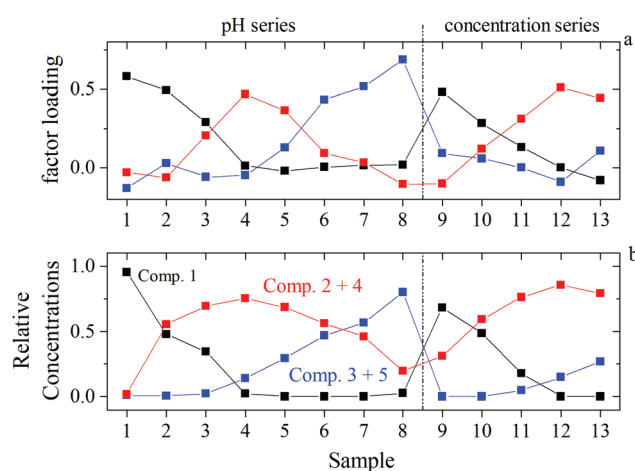 pH series concentration series
a
factor loading
0.5
0.0
1 2 3 4 5 6 7 8 9 10 11 12 13
b
Relative
Concentrations
1.0
0.5
0.0
Comp. 1
Comp. 2 + 4
Comp. 3 + 5
1 2 3 4 5 6 7 8 9 10 11 12 13
Sample